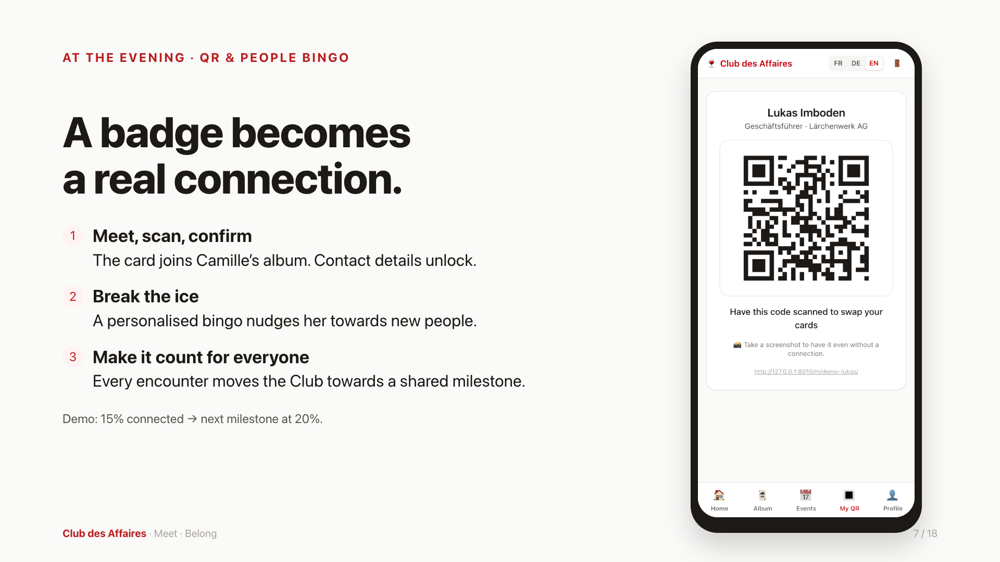 AT THE EVENING · QR & PEOPLE BINGO
A badge becomes
a real connection.
1 Meet, scan, confirm
The card joins Camille’s album. Contact details unlock.
2 Break the ice
A personalised bingo nudges her towards new people.
3 Make it count for everyone
Every encounter moves the Club towards a shared milestone.
Demo: 15% connected → next milestone at 20%.
Club des Affaires · Meet · Belong
Club des Affaires FR DE EN
Lukas Imboden
Geschäftsführer · Lärchenwerk AG
Have this code scanned to swap your
cards
Take a screenshot to have it even without a
connection.
http://127.0.0.1:8010/m/demo-lukas/
17
Home Album Events My QR Profile
7 / 18